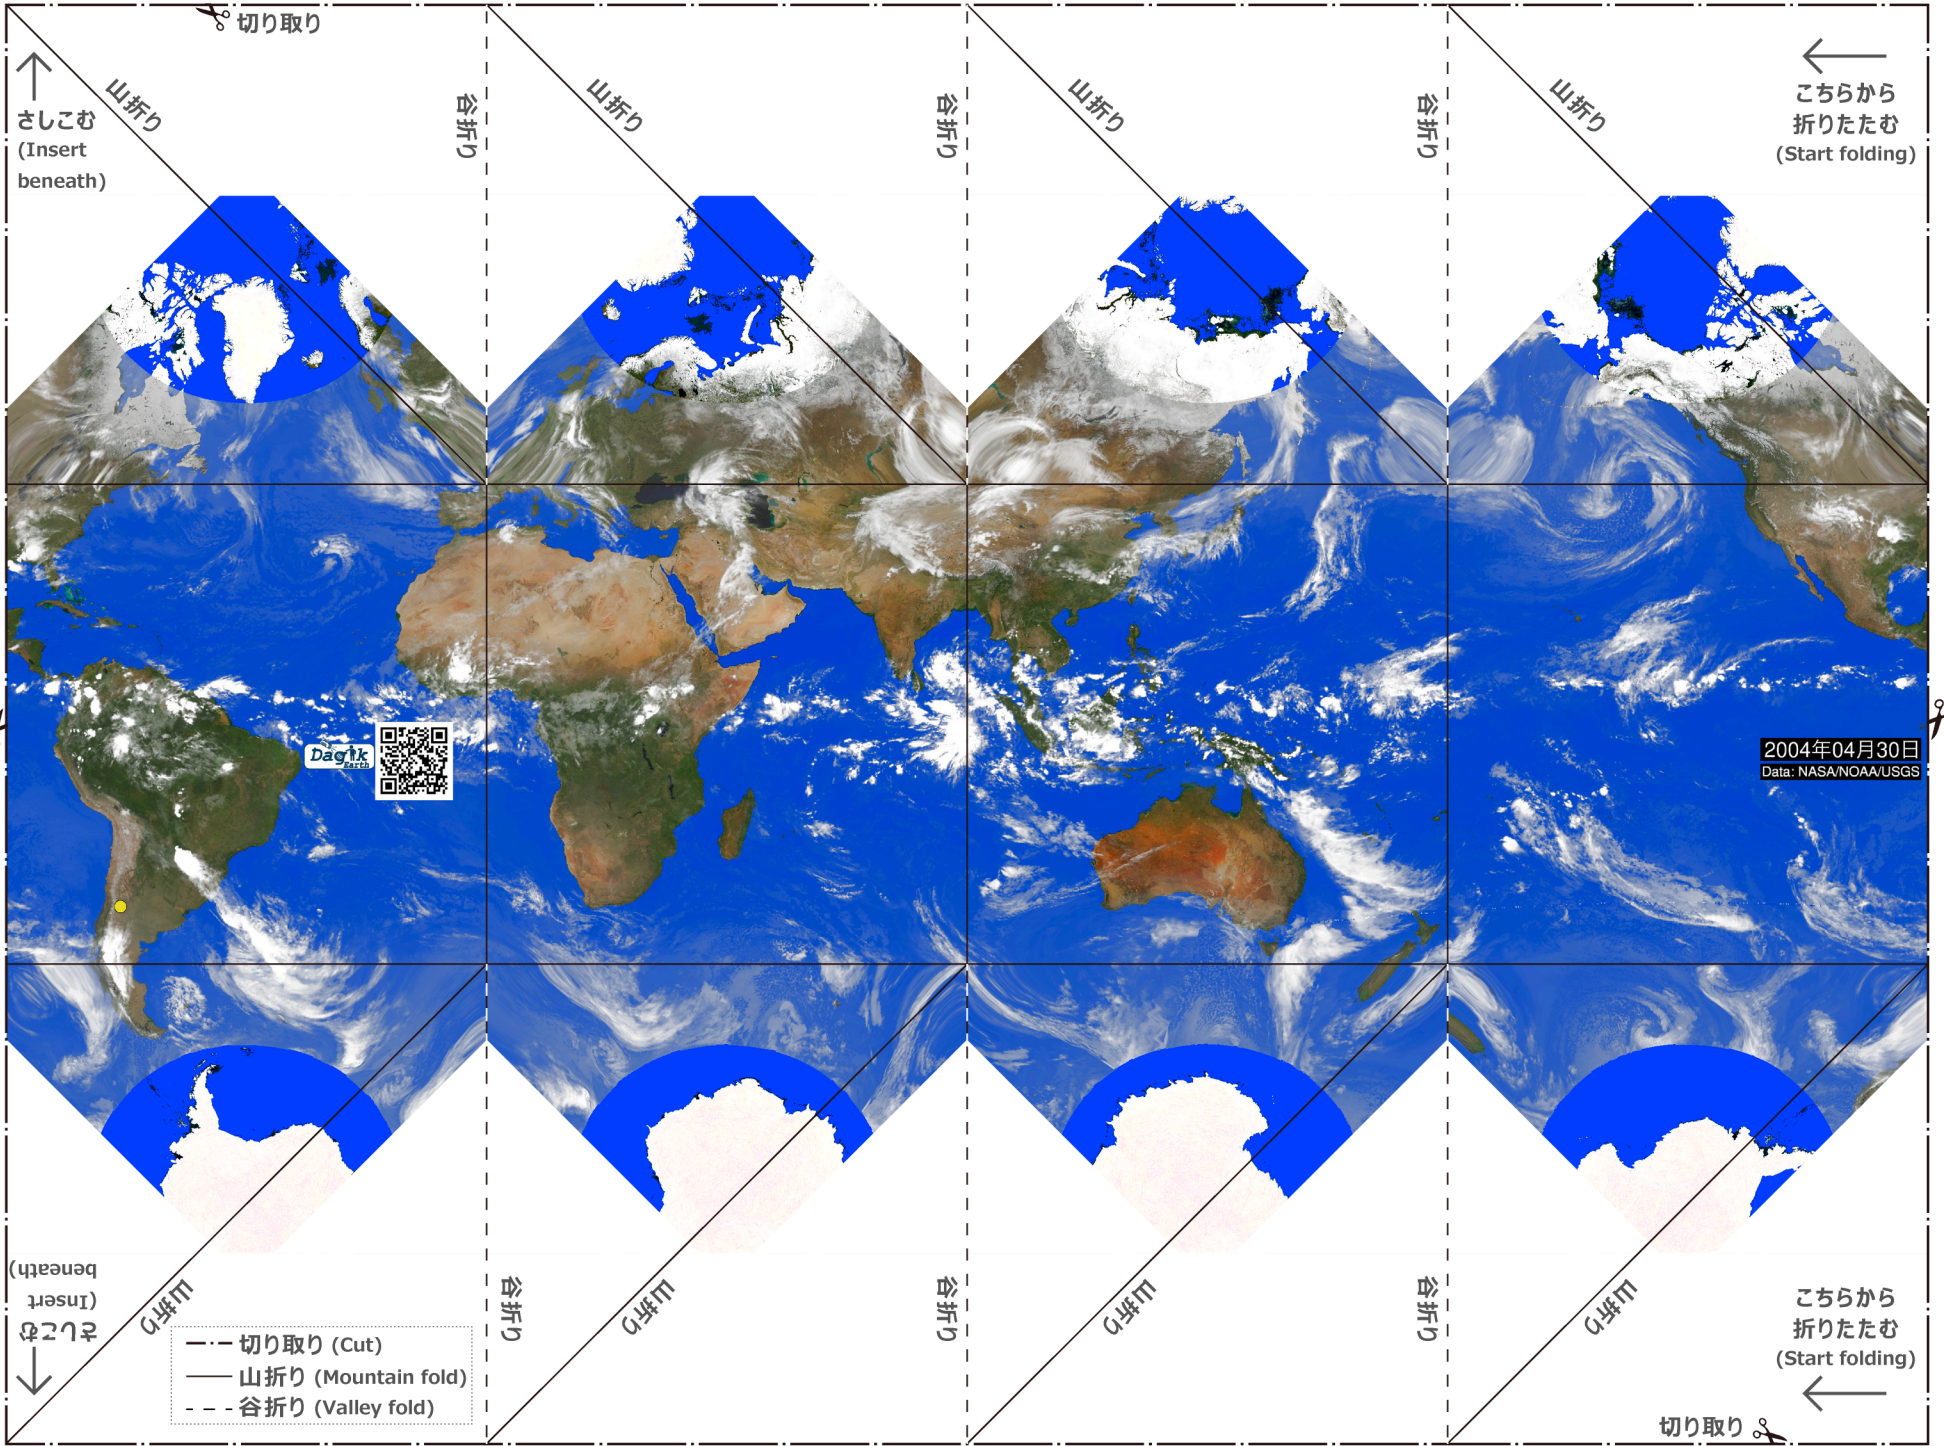 切り取り
さしこむ
(Insert
beneath)
山折り
谷折り
山折り
谷折り
山折り
谷折り
山折り
こちらから
折りたたむ
(Start folding)
Dagik
Earth
2004年04月30日
Data: NASA/NOAA/USGS
さしこむ
(Insert
beneath)
山折り
谷折り
山折り
谷折り
山折り
谷折り
山折り
こちらから
折りたたむ
(Start folding)
切り取り (Cut)
山折り (Mountain fold)
谷折り (Valley fold)
切り取り